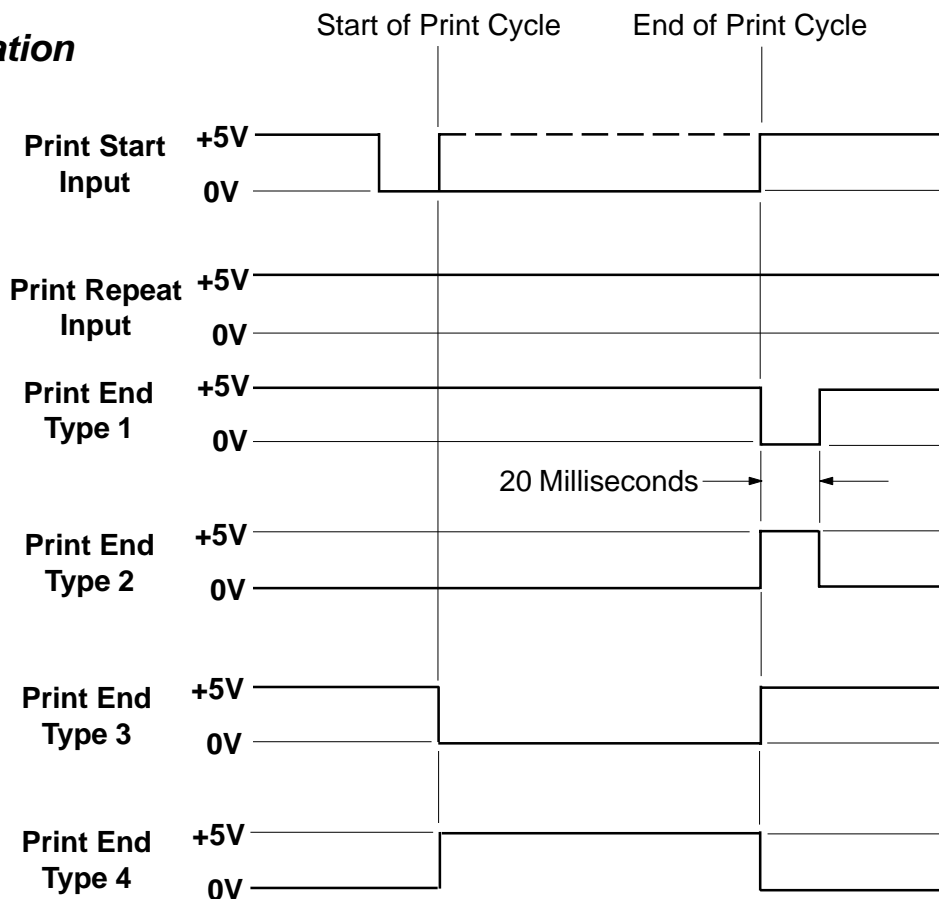 Start of Print Cycle End of Print Cycle
ation
Print Start
Input
+5V
0V
Print Repeat
Input
+5V
0V
Print End
Type 1
+5V
0V
20 Milliseconds
Print End
Type 2
+5V
0V
Print End
Type 3
+5V
0V
Print End
Type 4
+5V
0V